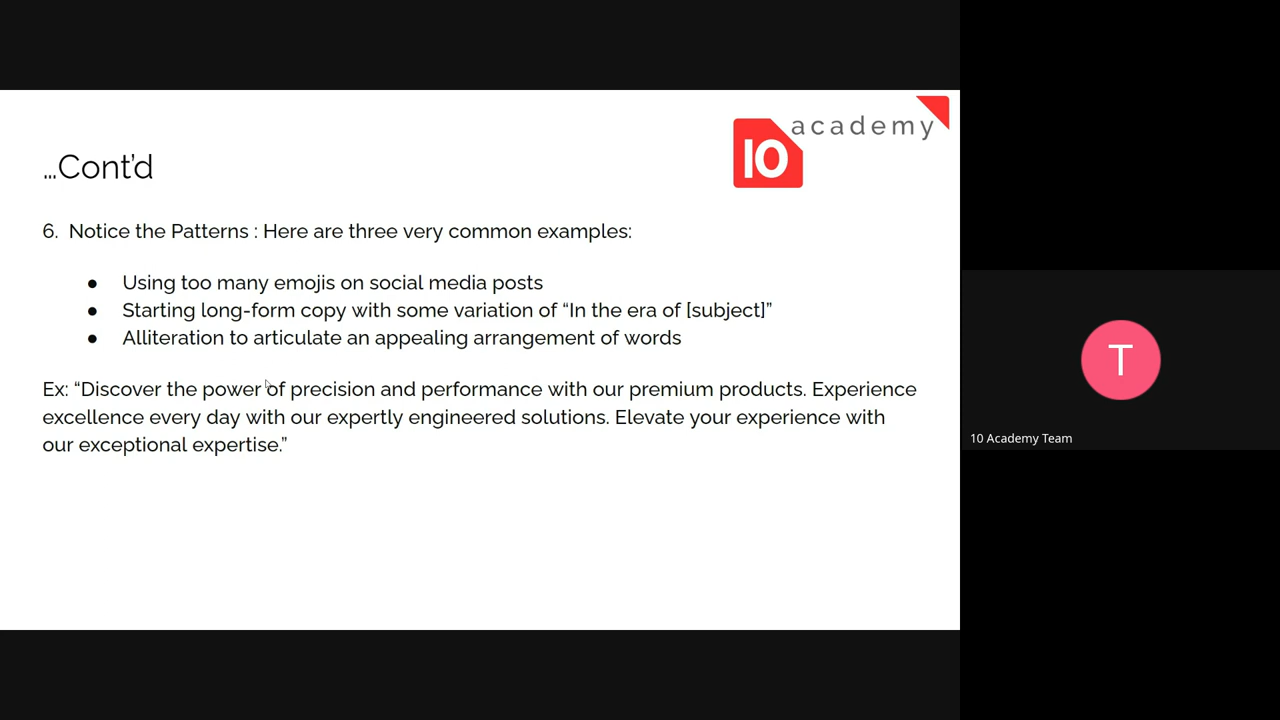 academy
10
...Cont'd
6. Notice the Patterns : Here are three very common examples:
● Using too many emojis on social media posts
● Starting long-form copy with some variation of “In the era of [subject]”
● Alliteration to articulate an appealing arrangement of words
Ex: “Discover the power of precision and performance with our premium products. Experience
excellence every day with our expertly engineered solutions. Elevate your experience with
our exceptional expertise.”
T
10 Academy Team